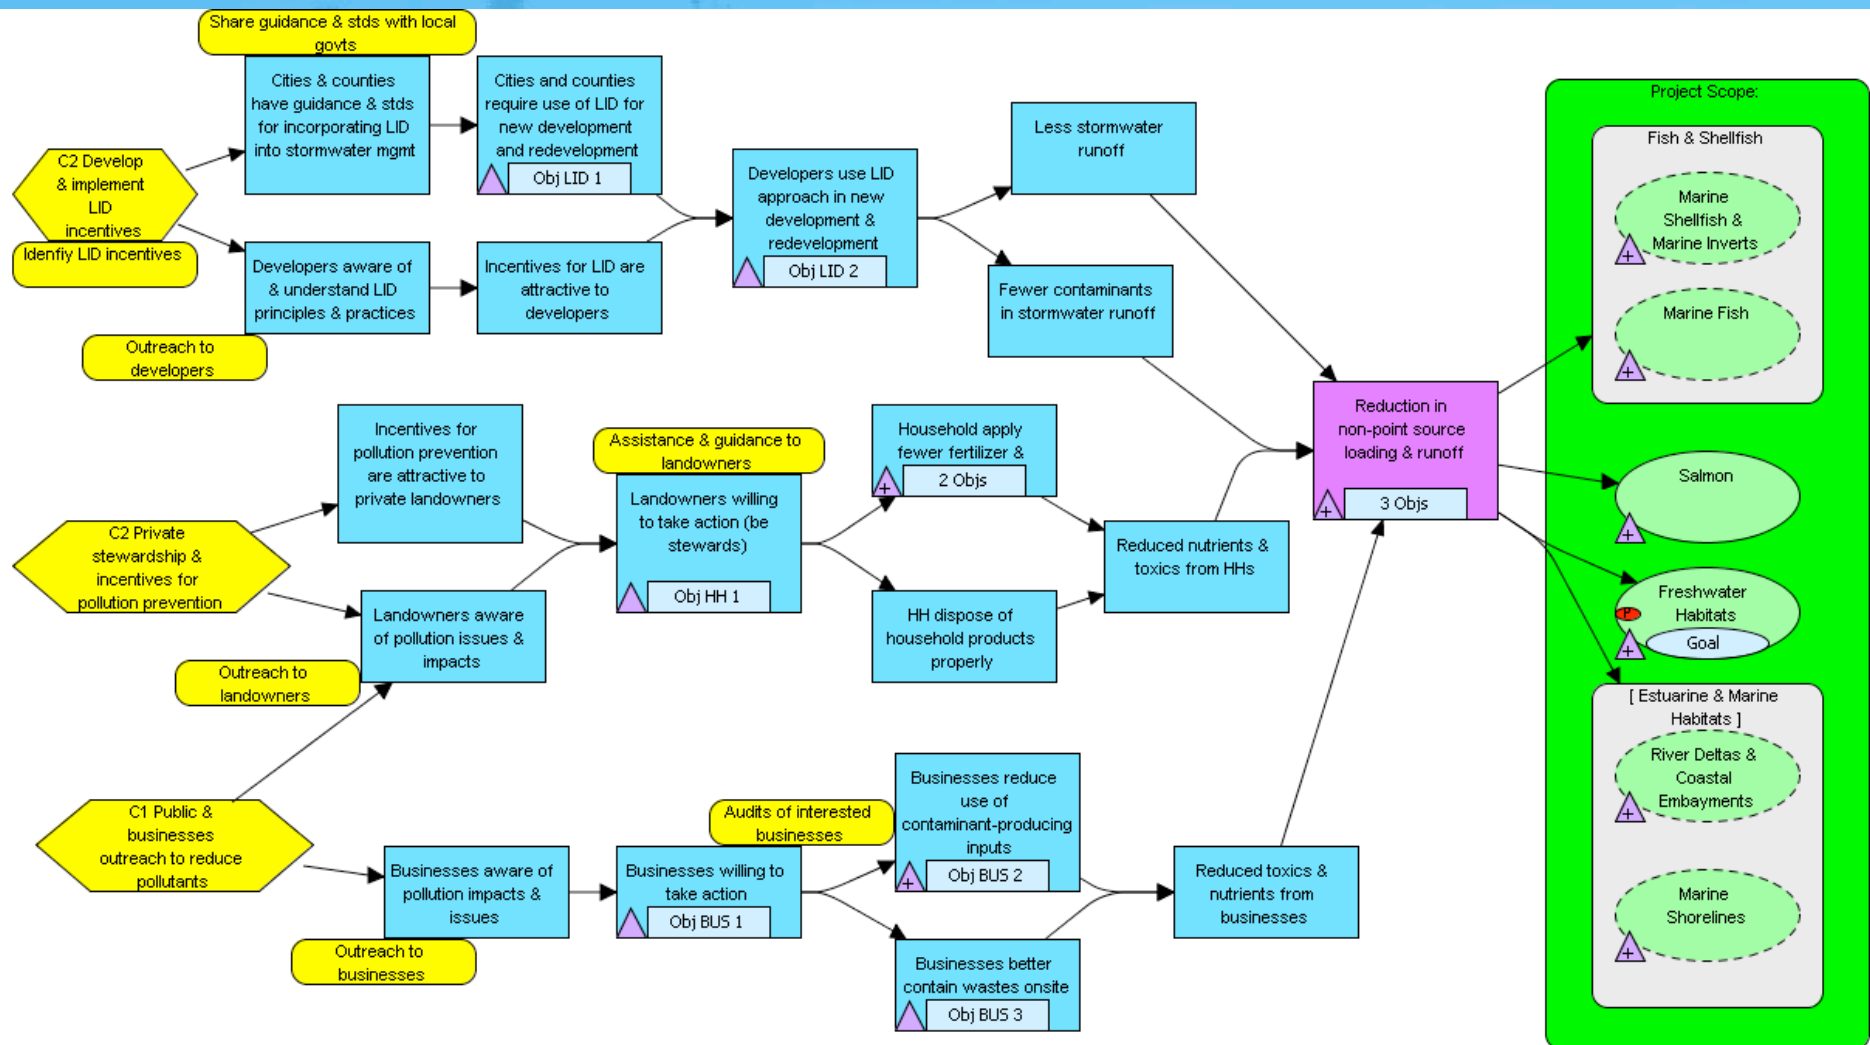 Share guidance & stds with local
govts
Cities & counties
have guidance & stds
for incorporating LID
into stormwater mgmt
Cities and counties
require use of LID for
new development
and redevelopment
Obj LID 1
C2 Develop
& implement
LID
incentives
Idenfiy LID incentives
Developers aware of
& understand LID
principles & practices
Incentives for LID are
attractive to
developers
Outreach to
developers
Developers use LID
approach in new
development &
redevelopment
Obj LID 2
Less stormwater
runoff
Fewer contaminants
in stormwater runoff
Incentives for
pollution prevention
are attractive to
private landowners
Assistance & guidance to
landowners
Landowners willing
to take action (be
stewards)
Obj HH 1
Household apply
fewer fertilizer &
2 Objs
C2 Private
stewardship &
incentives for
pollution prevention
Landowners aware
of pollution issues &
impacts
Outreach to
landowners
HH dispose of
household products
properly
Reduced nutrients &
toxics from HHs
Reduction in
non-point source
loading & runoff
3 Objs
C1 Public &
businesses
outreach to reduce
pollutants
Businesses aware of
pollution impacts &
issues
Outreach to
businesses
Businesses willing to
take action
Obj BUS 1
Audits of interested
businesses
Businesses reduce
use of
contaminant-producing
inputs
Obj BUS 2
Businesses better
contain wastes onsite
Obj BUS 3
Reduced toxics &
nutrients from
businesses
Project Scope:
Fish & Shellfish
Marine
Shellfish &
Marine Inverts
+
Marine Fish
+
Salmon
+
Freshwater
Habitats
P
Goal
+
[ Estuarine & Marine
Habitats ]
River Deltas &
Coastal
Embayments
+
Marine
Shorelines
+